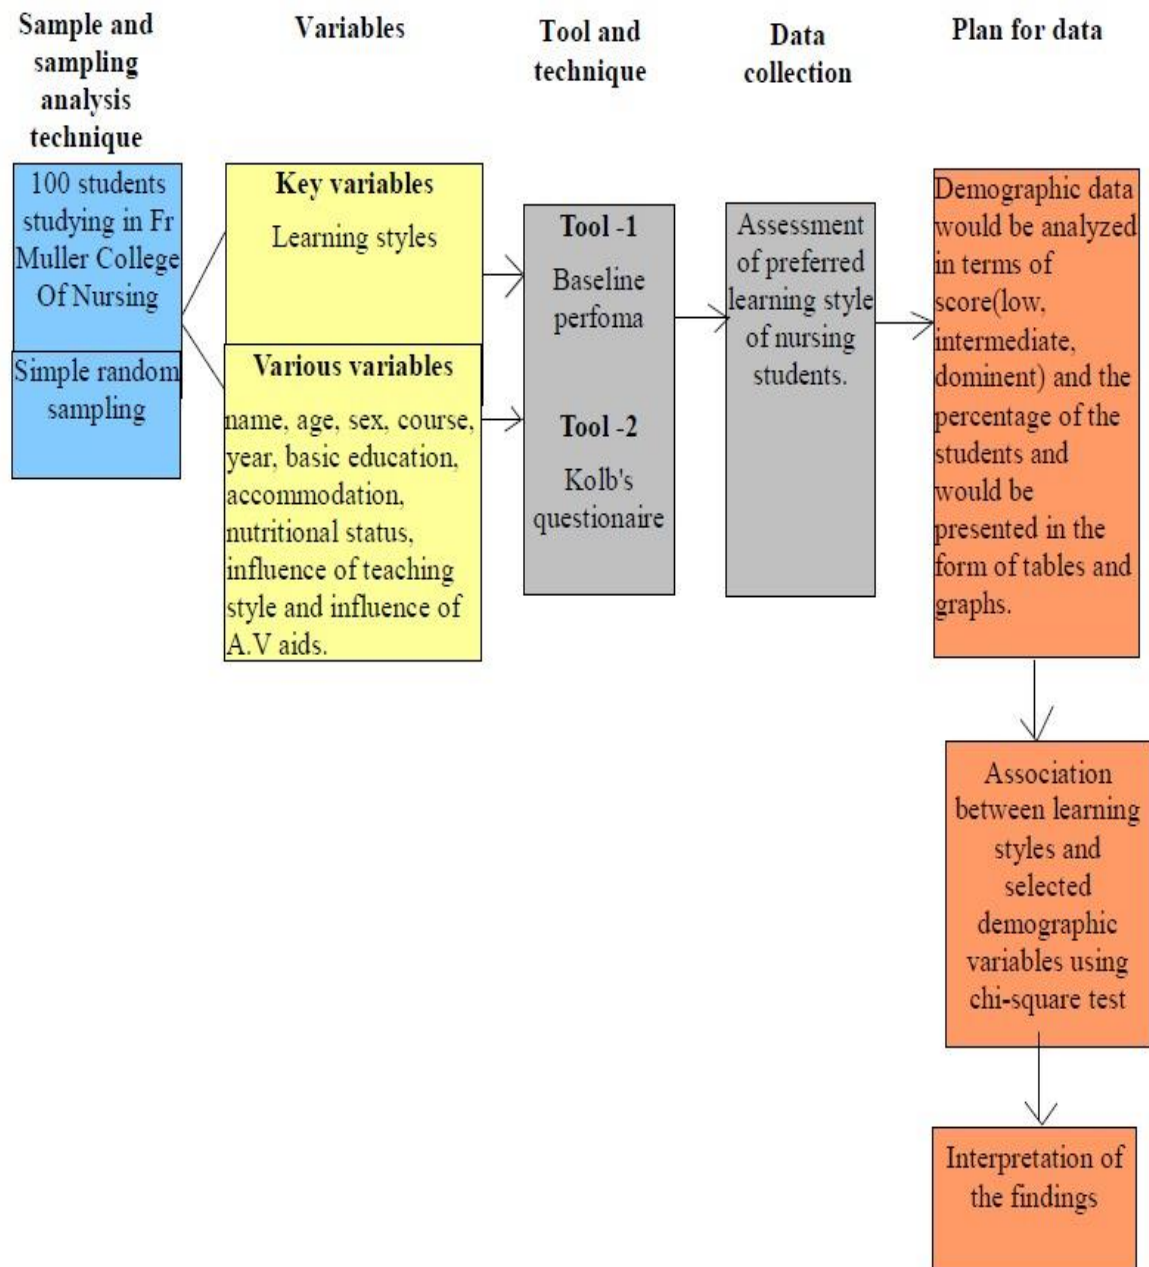 Sample and
sampling
analysis
technique
Variables
Tool and
technique
Data
collection
Plan for data
100 students
studying in Fr
Muller College
Of Nursing
Simple random
sampling
Key variables
Learning styles
Various variables
name, age, sex, course,
year, basic education,
accommodation,
nutritional status,
influence of teaching
style and influence of
A.V aids.
Tool -1
Baseline
perfoma
Tool -2
Kolb's
questionaire
Assessment
of preferred
learning style
of nursing
students.
Demographic data
would be analyzed
in terms of
score(low,
intermediate,
dominent) and the
percentage of the
students and
would be
presented in the
form of tables and
graphs.
Association
between learning
styles and
selected
demographic
variables using
chi-square test
Interpretation of
the findings